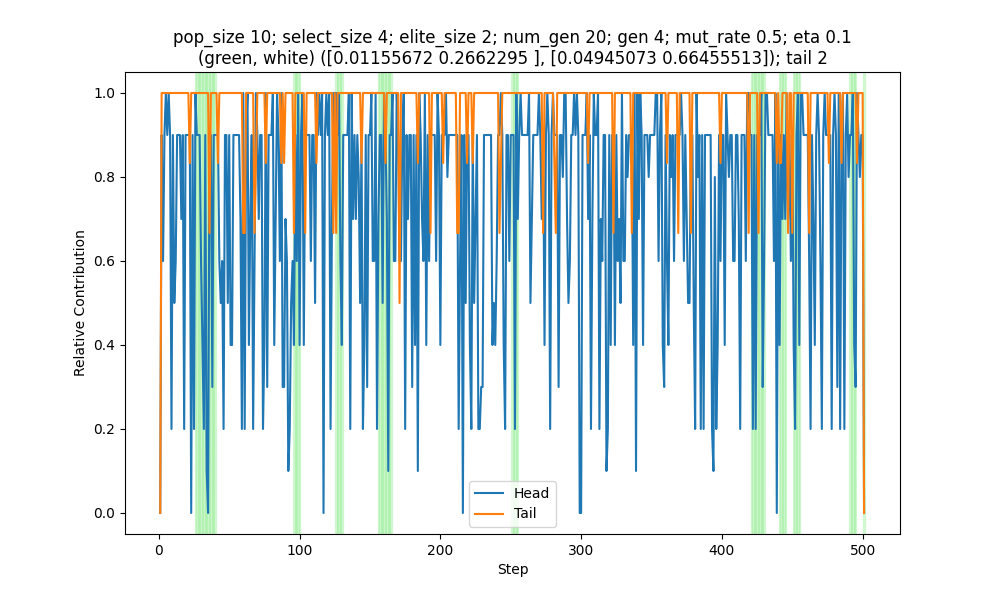 pop_size 10; select_size 4; elite_size 2; num_gen 20; gen 4; mut_rate 0.5; eta 0.1
(green, white) ([0.01155672 0.2662295 ], [0.04945073 0.66455513]); tail 2
1.0
0.8
0.6
0.4
0.2
0.0
Relative Contribution
Head
Tail
0
100
200
300
400
500
Step